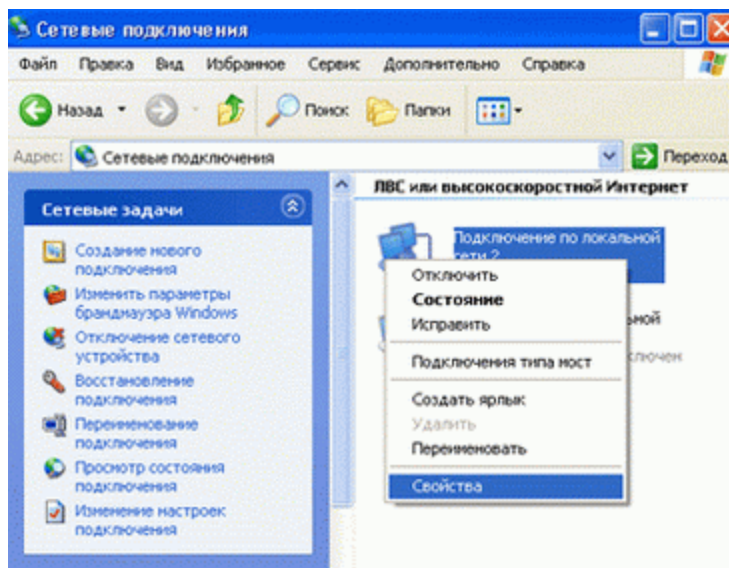 Сетевые подключения
Файл Правка Вид Избранное Сервис Дополнительно Справка
Назад Поиск Папки
Адрес: Сетевые подключения Переход
Сетевые задачи
Создание нового
подключения
Изменить параметры
брандмауэра Windows
Отключение сетевого
устройства
Восстановление
подключения
Переименование
подключения
Просмотр состояния
подключения
Изменение настроек
подключения
ЛВС или высокоскоростной Интернет
Подключение по локальной
сети 2
Отключить
Состояние
Исправить
Подключения типа мост
Создать ярлык
Удалить
Переименовать
Свойства
ьной
ключен